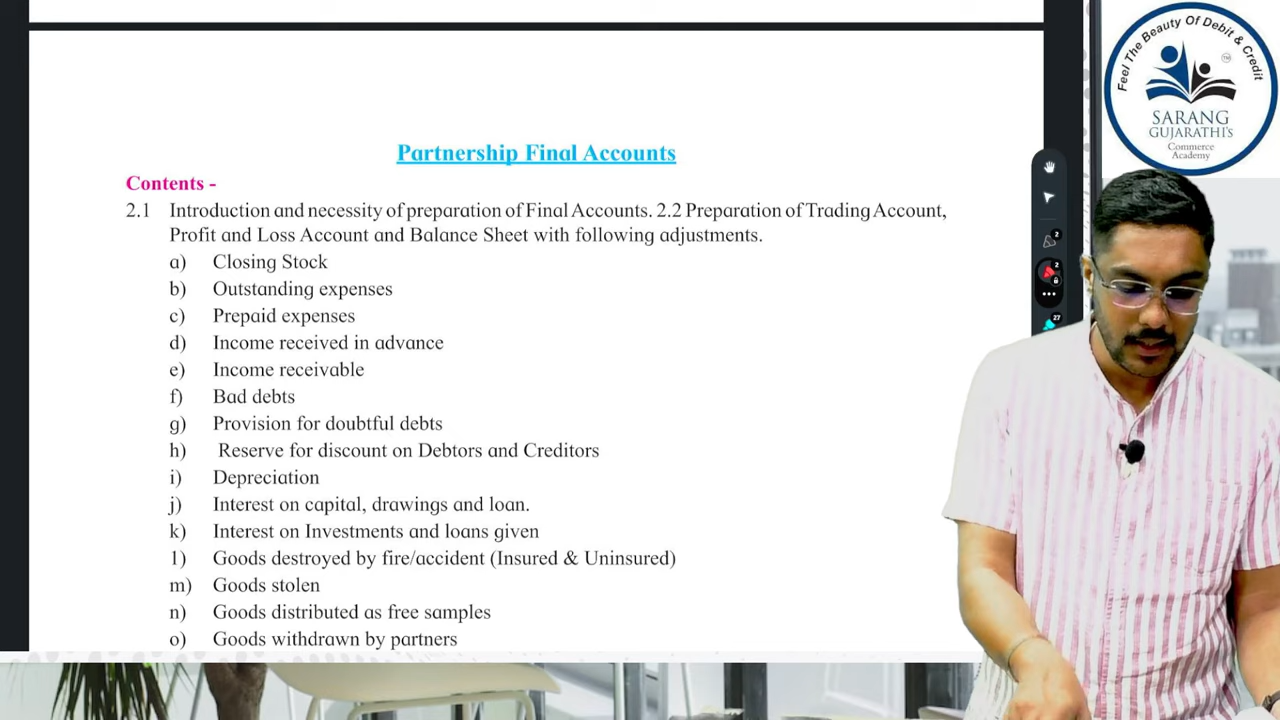 Partnership Final Accounts
Contents -
2.1 Introduction and necessity of preparation of Final Accounts. 2.2 Preparation of Trading Account,
Profit and Loss Account and Balance Sheet with following adjustments.
a) Closing Stock
b) Outstanding expenses
c) Prepaid expenses
d) Income received in advance
e) Income receivable
f) Bad debts
g) Provision for doubtful debts
h) Reserve for discount on Debtors and Creditors
i) Depreciation
j) Interest on capital, drawings and loan.
k) Interest on Investments and loans given
l) Goods destroyed by fire/accident (Insured & Uninsured)
m) Goods stolen
n) Goods distributed as free samples
o) Goods withdrawn by partners
Feel The Beauty Of Debit & Credit
TM
SARANG
GUJARATHI'S
Commerce
Academy
2
2
27